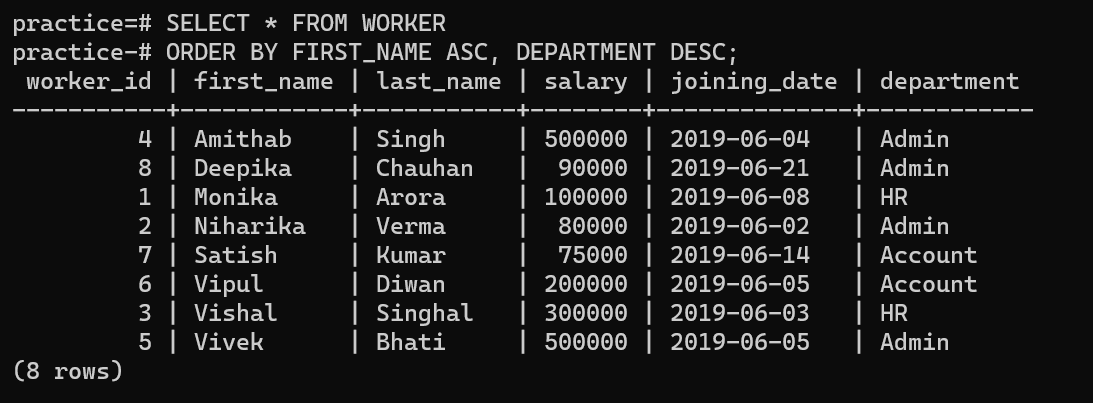 practice=# SELECT * FROM WORKER
practice-# ORDER BY FIRST_NAME ASC, DEPARTMENT DESC;
 worker_id | first_name | last_name | salary | joining_date | department
-----------+------------+-----------+--------+--------------+------------
         4 | Amithab    | Singh     | 500000 | 2019-06-04   | Admin
         8 | Deepika    | Chauhan   |  90000 | 2019-06-21   | Admin
         1 | Monika     | Arora     | 100000 | 2019-06-08   | HR
         2 | Niharika   | Verma     |  80000 | 2019-06-02   | Admin
         7 | Satish     | Kumar     |  75000 | 2019-06-14   | Account
         6 | Vipul      | Diwan     | 200000 | 2019-06-05   | Account
         3 | Vishal     | Singhal   | 300000 | 2019-06-03   | HR
         5 | Vivek      | Bhati     | 500000 | 2019-06-05   | Admin
(8 rows)